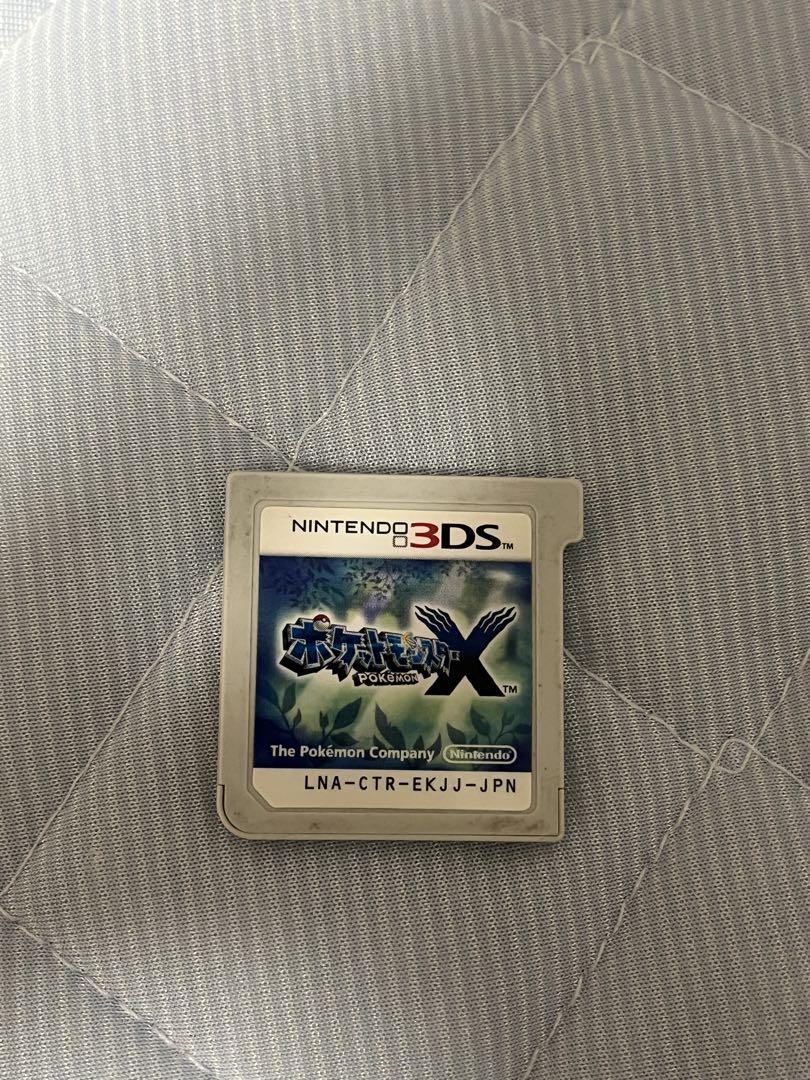 NINTENDO 3DS™
ポケットモンスター X™
POKéMON
The Pokémon Company Nintendo
LNA-CTR-EKJJ-JPN